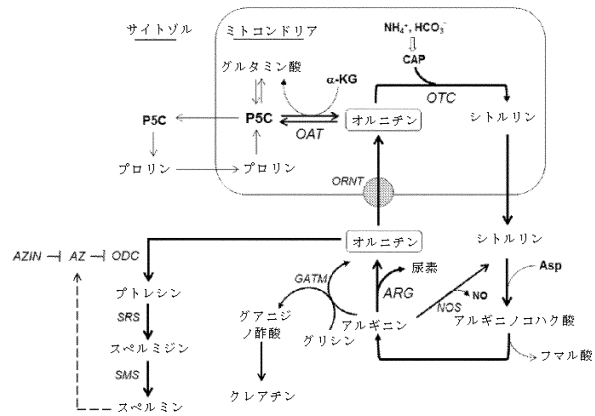 サイトゾル
ミトコンドリア
NH₄⁺, HCO₃⁻
CAP
グルタミン酸
α-KG
OTC
P5C
P5C
オルニチン
シトルリン
OAT
プロリン
プロリン
ORNT
オルニチン
シトルリン
AZIN
AZ
ODC
尿素
Asp
GATM
ARG
NO
NOS
プトレシン
グアニジ
ノ酢酸
グリシン
アルギニン
アルギニノコハク酸
SRS
スペルミジン
フマル酸
SMS
クレアチン
スペルミン